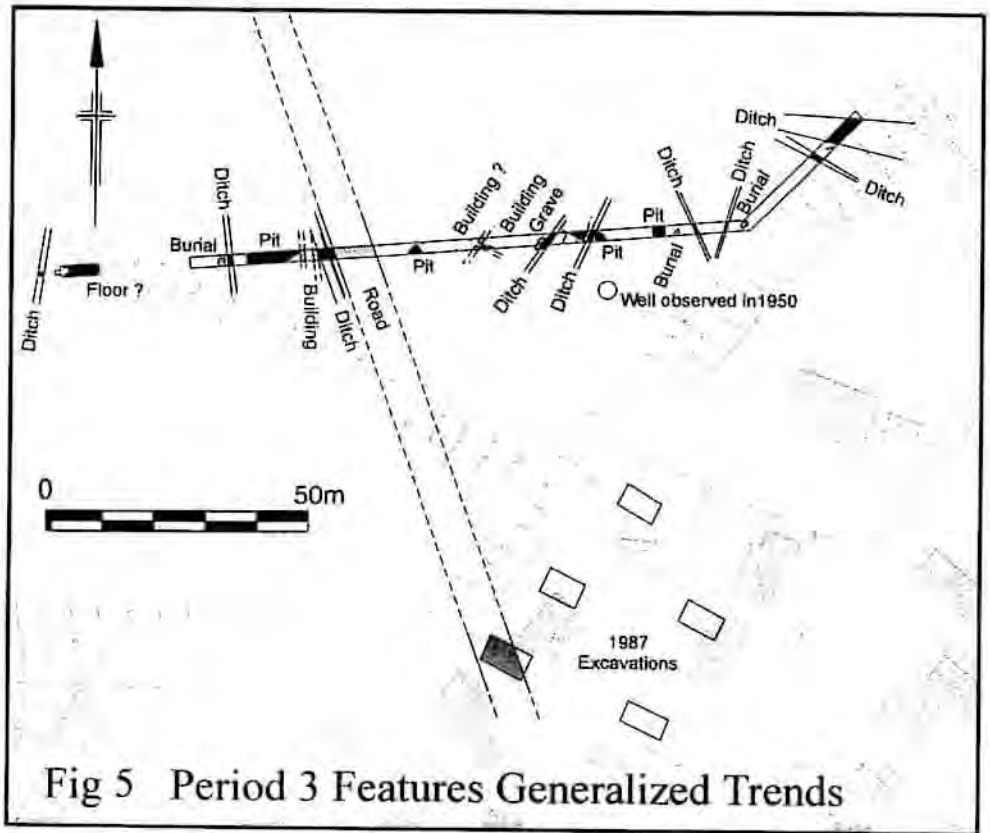 Ditch
Floor ?
Burial
Ditch
Pit
Building
Ditch
Road
Pit
Building ?
Building
Grave
Ditch
Ditch
Pit
Pit
Burial
Ditch
Ditch
Burial
Ditch
Ditch
Well observed in1950
0 50m
1987
Excavations
Fig 5 Period 3 Features Generalized Trends